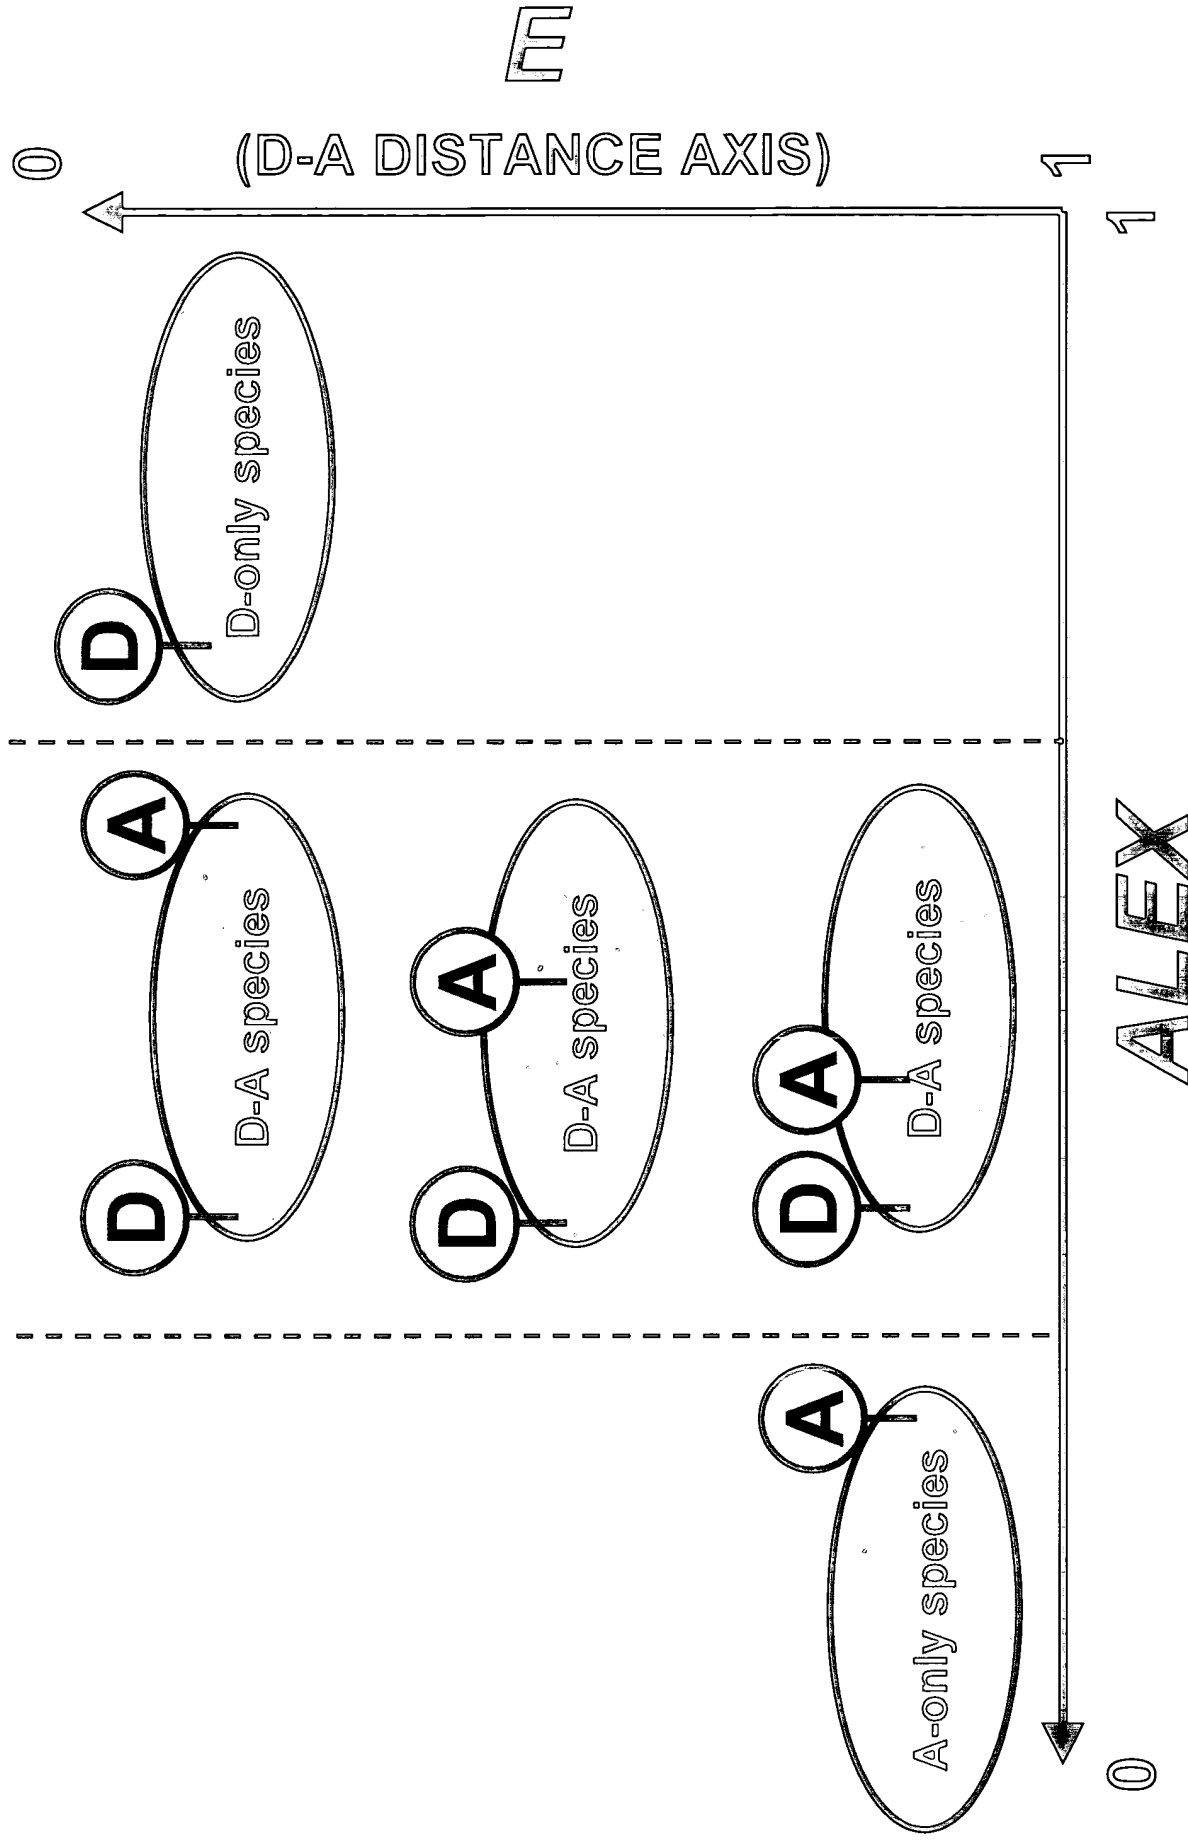 0
D A
D-A species
D
D-only species
D A
D-A species
(D-A DISTANCE AXIS)
E
A
A-only species
D A
D-A species
1
0
1
ALEX